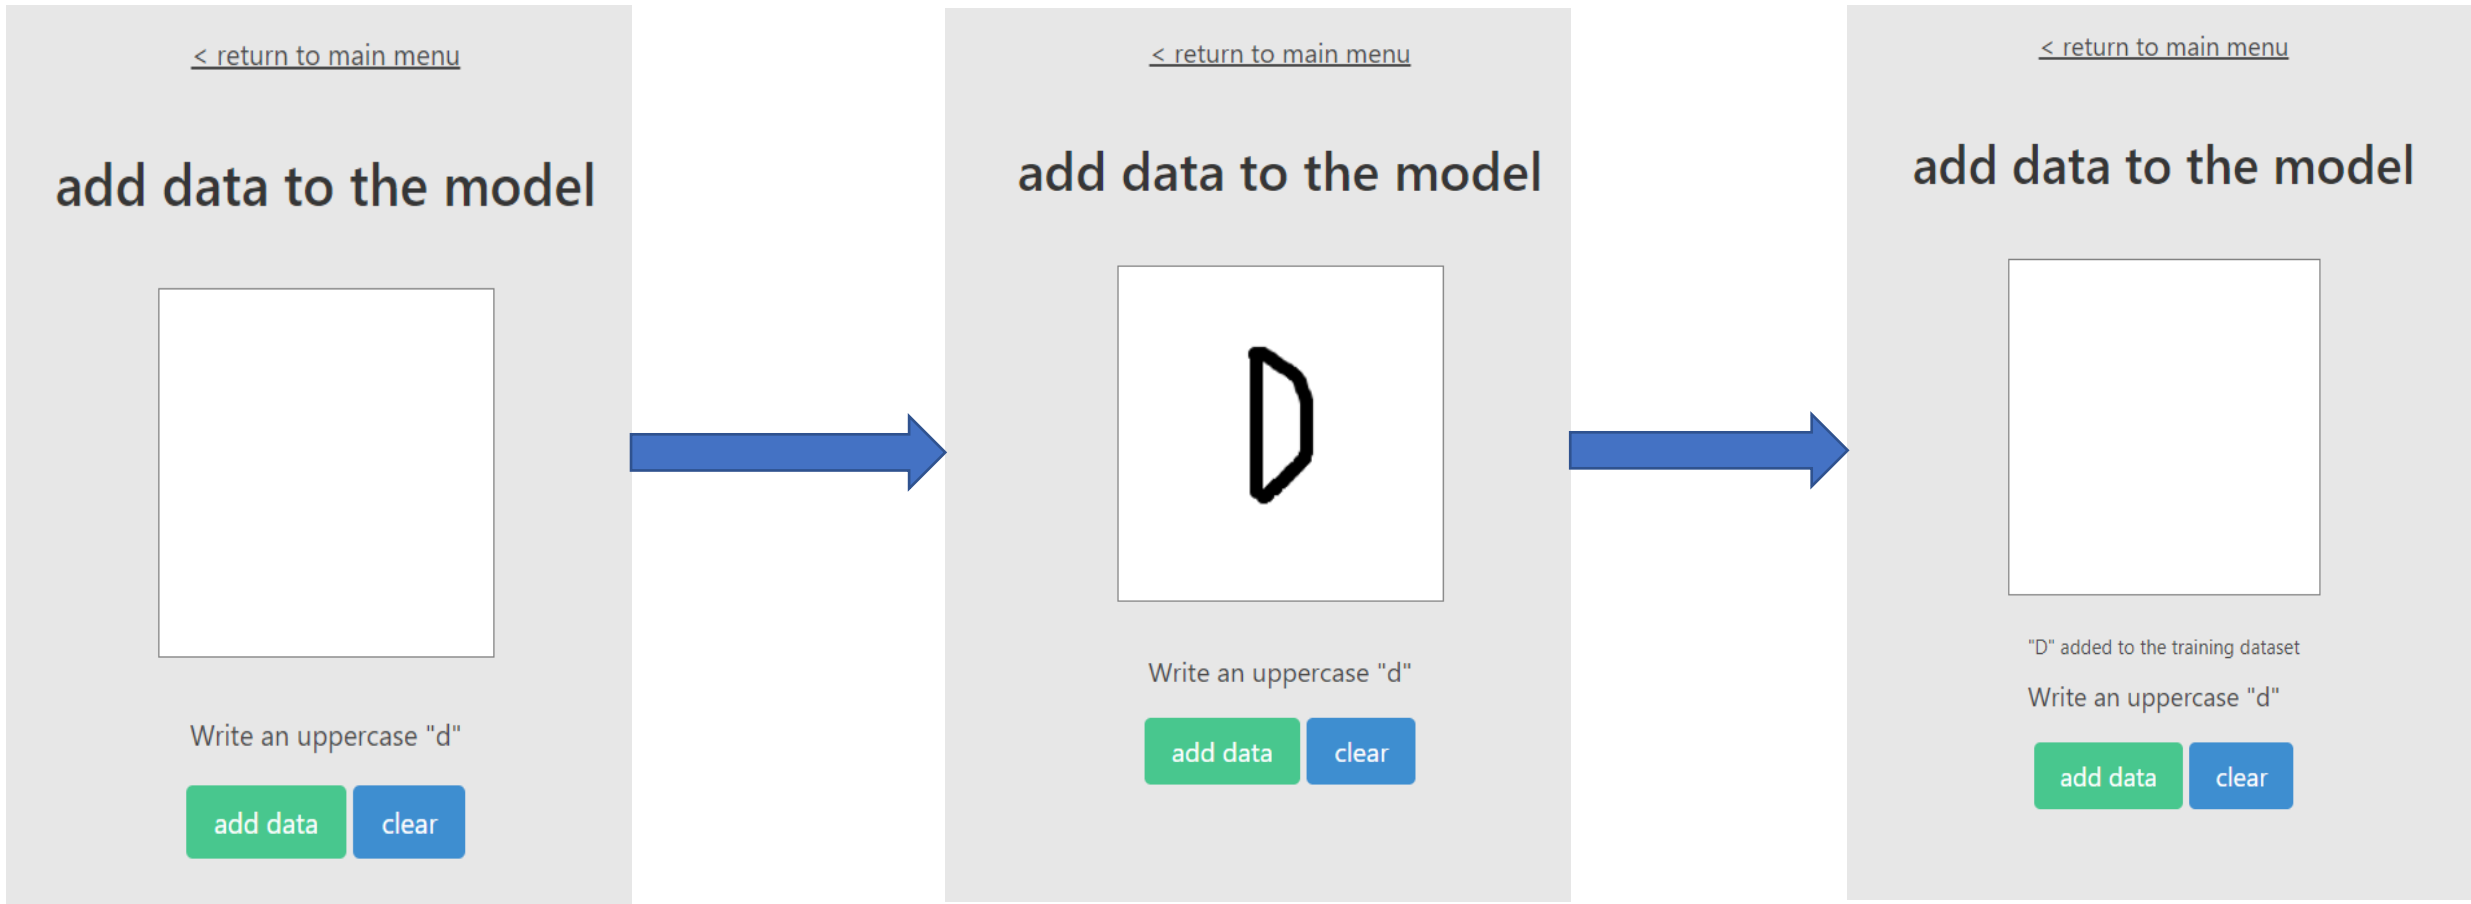 < return to main menu
add data to the model
Write an uppercase "d"
add data
clear
< return to main menu
add data to the model
D
Write an uppercase "d"
add data
clear
< return to main menu
add data to the model
"D" added to the training dataset
Write an uppercase "d"
add data
clear